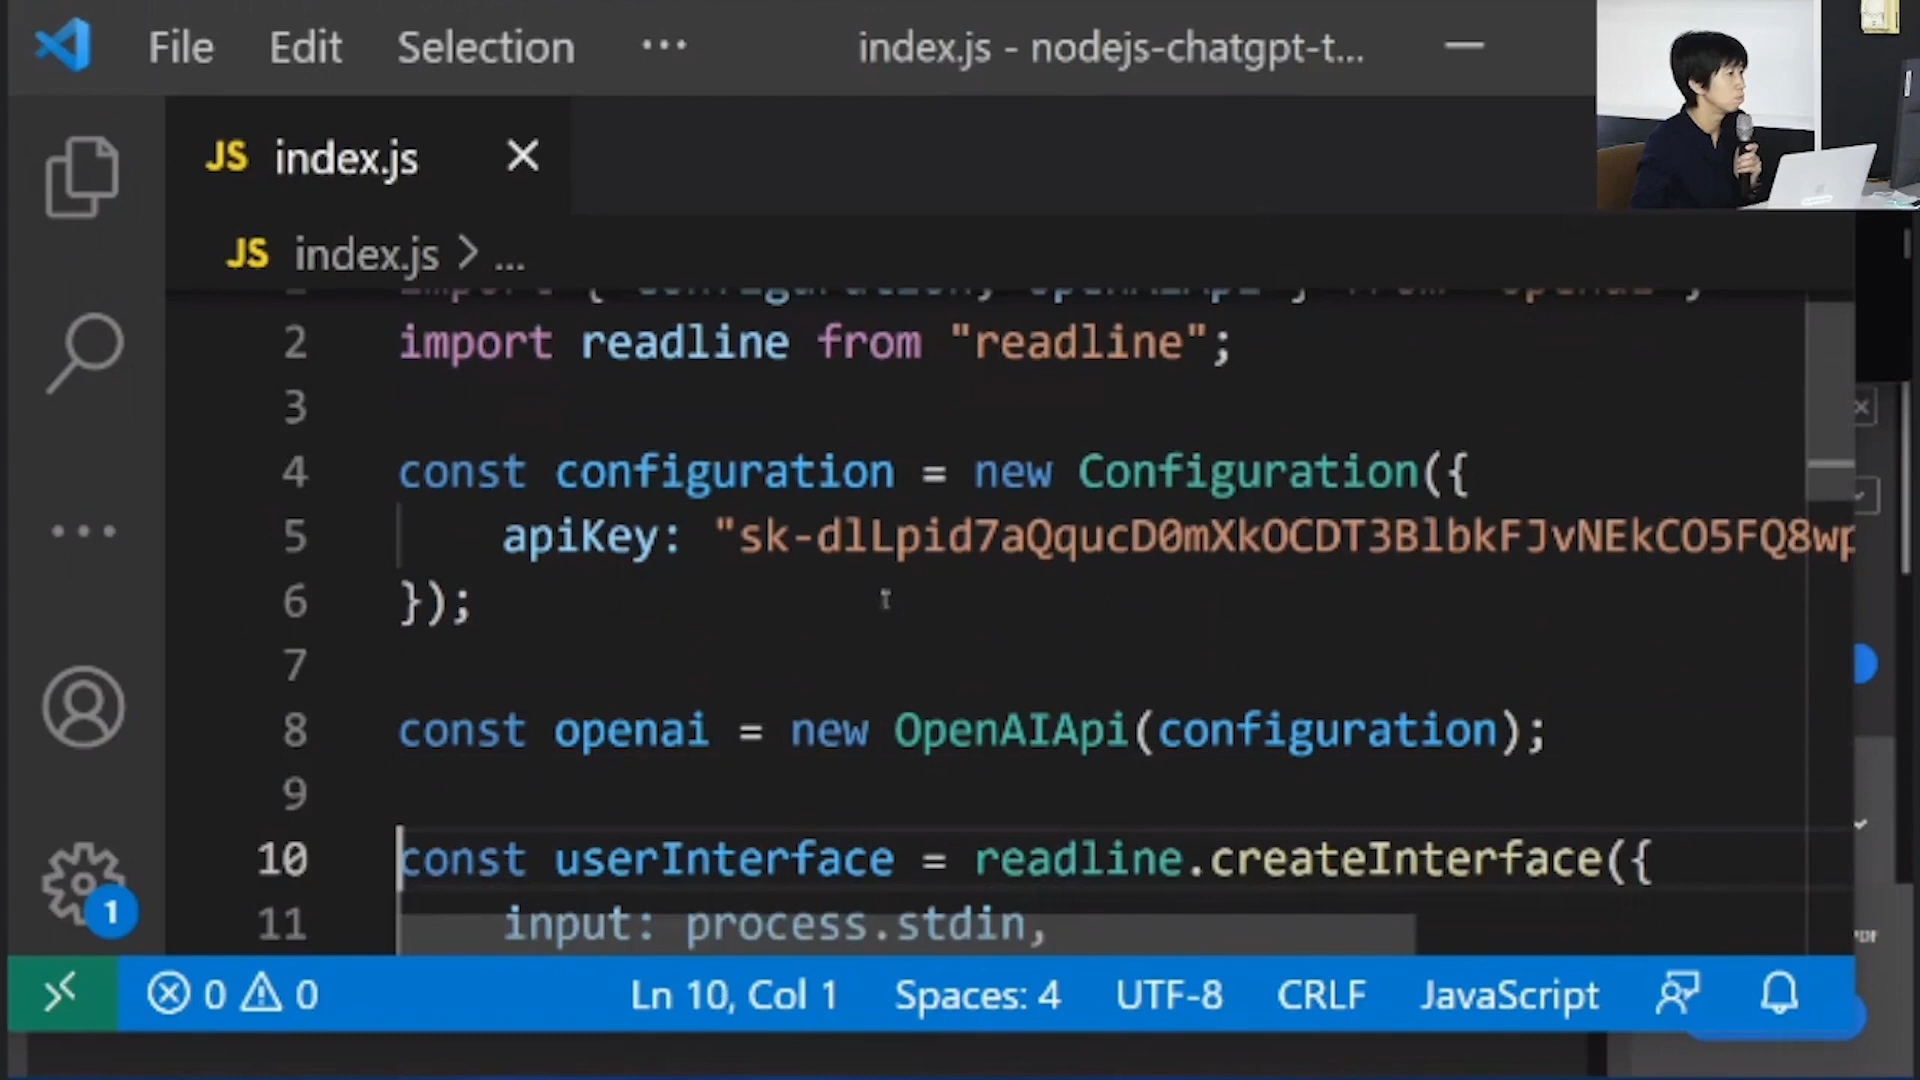 File Edit Selection ··· index.js - nodejs-chatgpt-t...
JS index.js
JS index.js > ...
2 import readline from "readline";
3
4 const configuration = new Configuration({
5 apiKey: "sk-dlLpid7aQqucD0mXkOCDT3BlbkFJvNEkCO5FQ8wp
6 });
7
8 const openai = new OpenAIApi(configuration);
9
10 const userInterface = readline.createInterface({
11 input: process.stdin,
1
0 0 Ln 10, Col 1 Spaces: 4 UTF-8 CRLF JavaScript